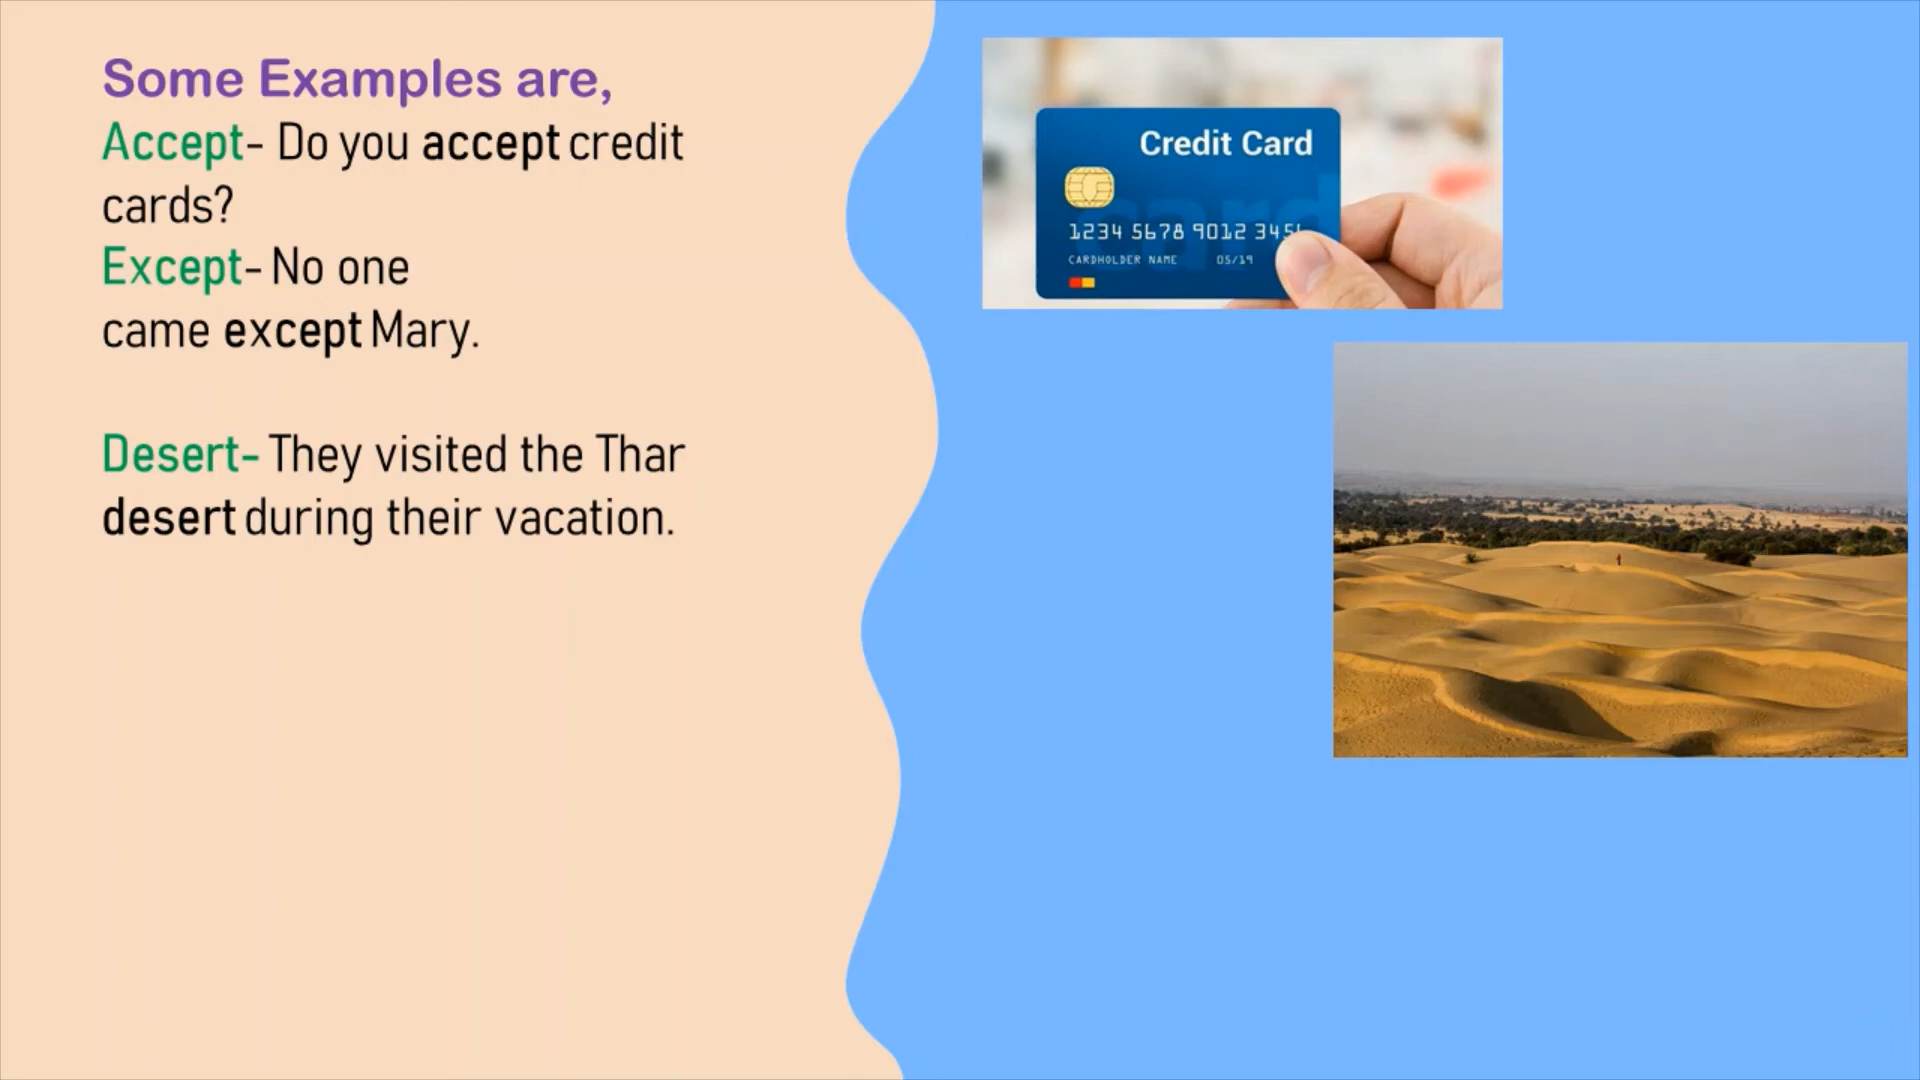 Some Examples are,
Accept- Do you accept credit
cards?
Except- No one
came except Mary.
Desert- They visited the Thar
desert during their vacation.
Credit Card
1234 5678 9012 345
CARDHOLDER NAME 05/19